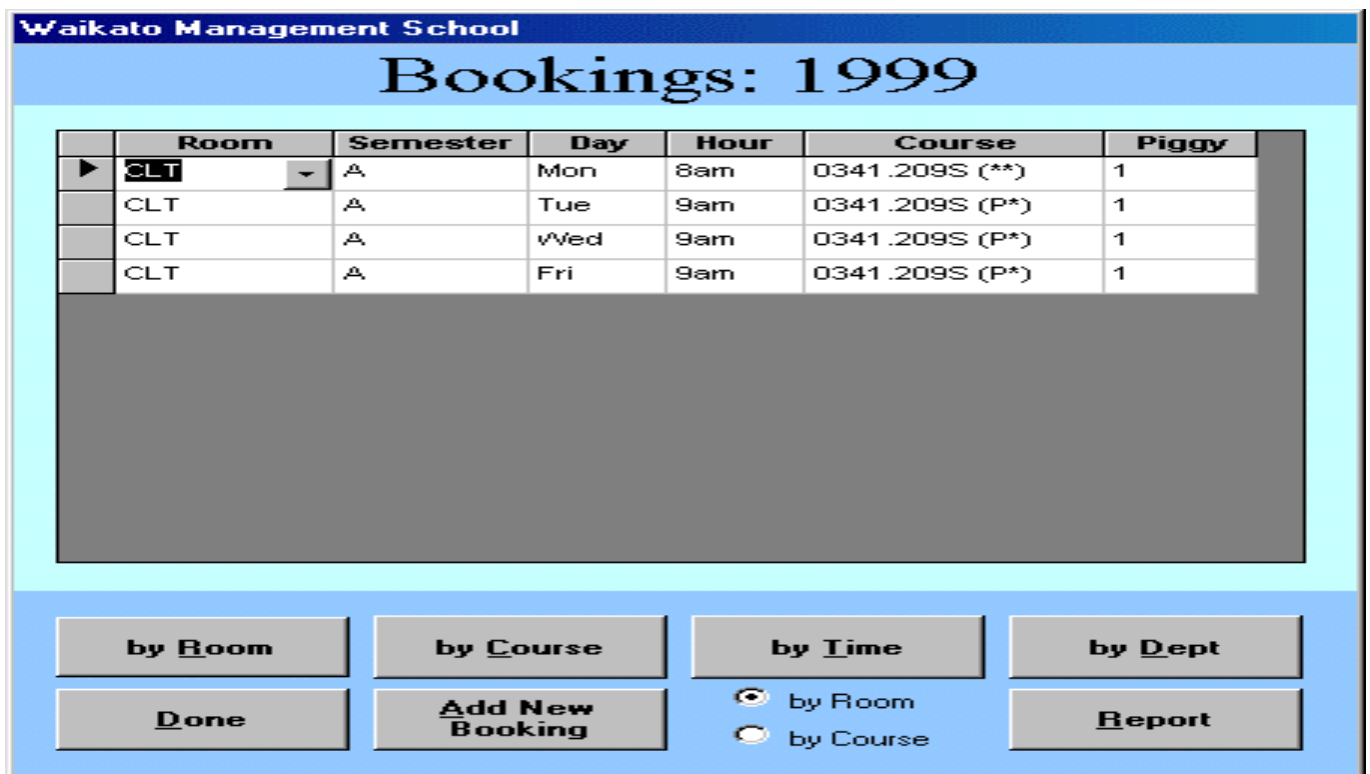 Waikato Management School
Bookings: 1999
Room Semester Day Hour Course Piggy
CLT A Mon 8am 0341.209S (**) 1
CLT A Tue 9am 0341.209S (P*) 1
CLT A Wed 9am 0341.209S (P*) 1
CLT A Fri 9am 0341.209S (P*) 1
by Room by Course by Time by Dept
Done Add New Booking by Room Report
by Course